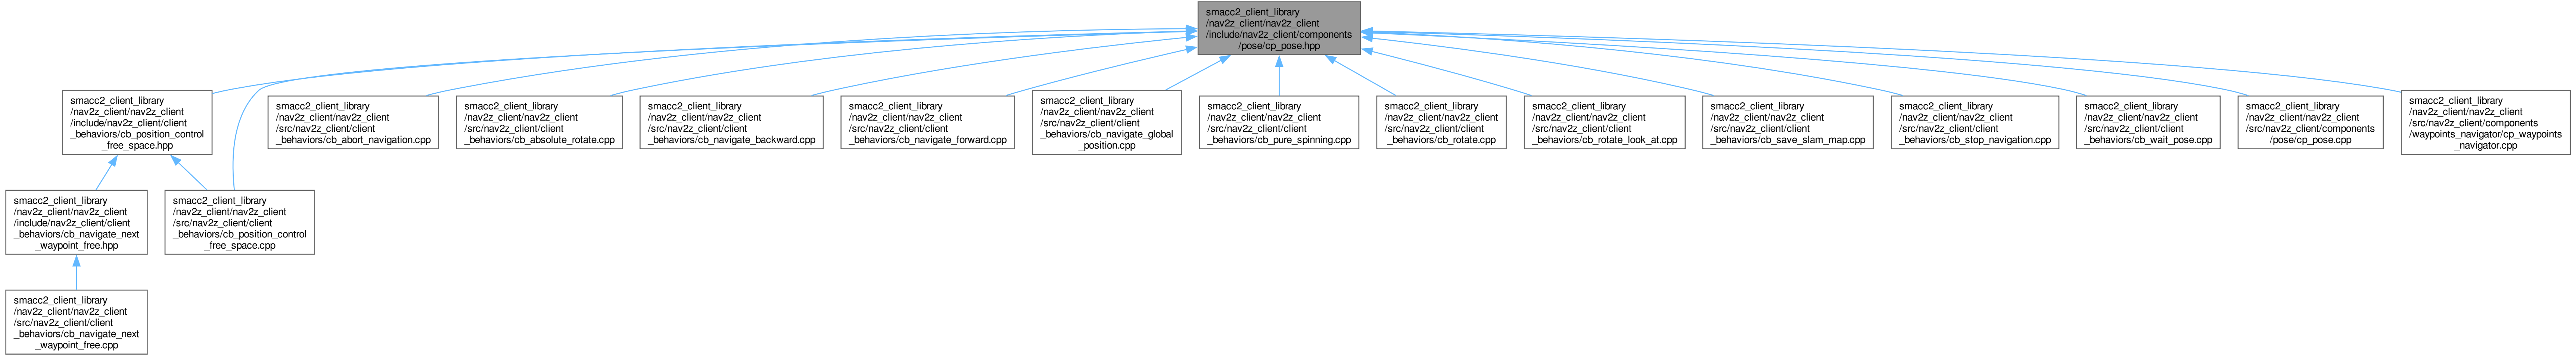 smacc2_client_library
/nav2z_client/nav2z_client
/include/nav2z_client/components
/pose/cp_pose.hpp
smacc2_client_library
/nav2z_client/nav2z_client
/include/nav2z_client/client
_behaviors/cb_position_control
_free_space.hpp
smacc2_client_library
/nav2z_client/nav2z_client
/src/nav2z_client/client
_behaviors/cb_abort_navigation.cpp
smacc2_client_library
/nav2z_client/nav2z_client
/src/nav2z_client/client
_behaviors/cb_absolute_rotate.cpp
smacc2_client_library
/nav2z_client/nav2z_client
/src/nav2z_client/client
_behaviors/cb_navigate_backward.cpp
smacc2_client_library
/nav2z_client/nav2z_client
/src/nav2z_client/client
_behaviors/cb_navigate_forward.cpp
smacc2_client_library
/nav2z_client/nav2z_client
/src/nav2z_client/client
_behaviors/cb_navigate_global
_position.cpp
smacc2_client_library
/nav2z_client/nav2z_client
/src/nav2z_client/client
_behaviors/cb_pure_spinning.cpp
smacc2_client_library
/nav2z_client/nav2z_client
/src/nav2z_client/client
_behaviors/cb_rotate.cpp
smacc2_client_library
/nav2z_client/nav2z_client
/src/nav2z_client/client
_behaviors/cb_rotate_look_at.cpp
smacc2_client_library
/nav2z_client/nav2z_client
/src/nav2z_client/client
_behaviors/cb_save_slam_map.cpp
smacc2_client_library
/nav2z_client/nav2z_client
/src/nav2z_client/client
_behaviors/cb_stop_navigation.cpp
smacc2_client_library
/nav2z_client/nav2z_client
/src/nav2z_client/client
_behaviors/cb_wait_pose.cpp
smacc2_client_library
/nav2z_client/nav2z_client
/src/nav2z_client/components
/pose/cp_pose.cpp
smacc2_client_library
/nav2z_client/nav2z_client
/src/nav2z_client/components
/waypoints_navigator/cp_waypoints
_navigator.cpp
smacc2_client_library
/nav2z_client/nav2z_client
/include/nav2z_client/client
_behaviors/cb_navigate_next
_waypoint_free.hpp
smacc2_client_library
/nav2z_client/nav2z_client
/src/nav2z_client/client
_behaviors/cb_position_control
_free_space.cpp
smacc2_client_library
/nav2z_client/nav2z_client
/src/nav2z_client/client
_behaviors/cb_navigate_next
_waypoint_free.cpp